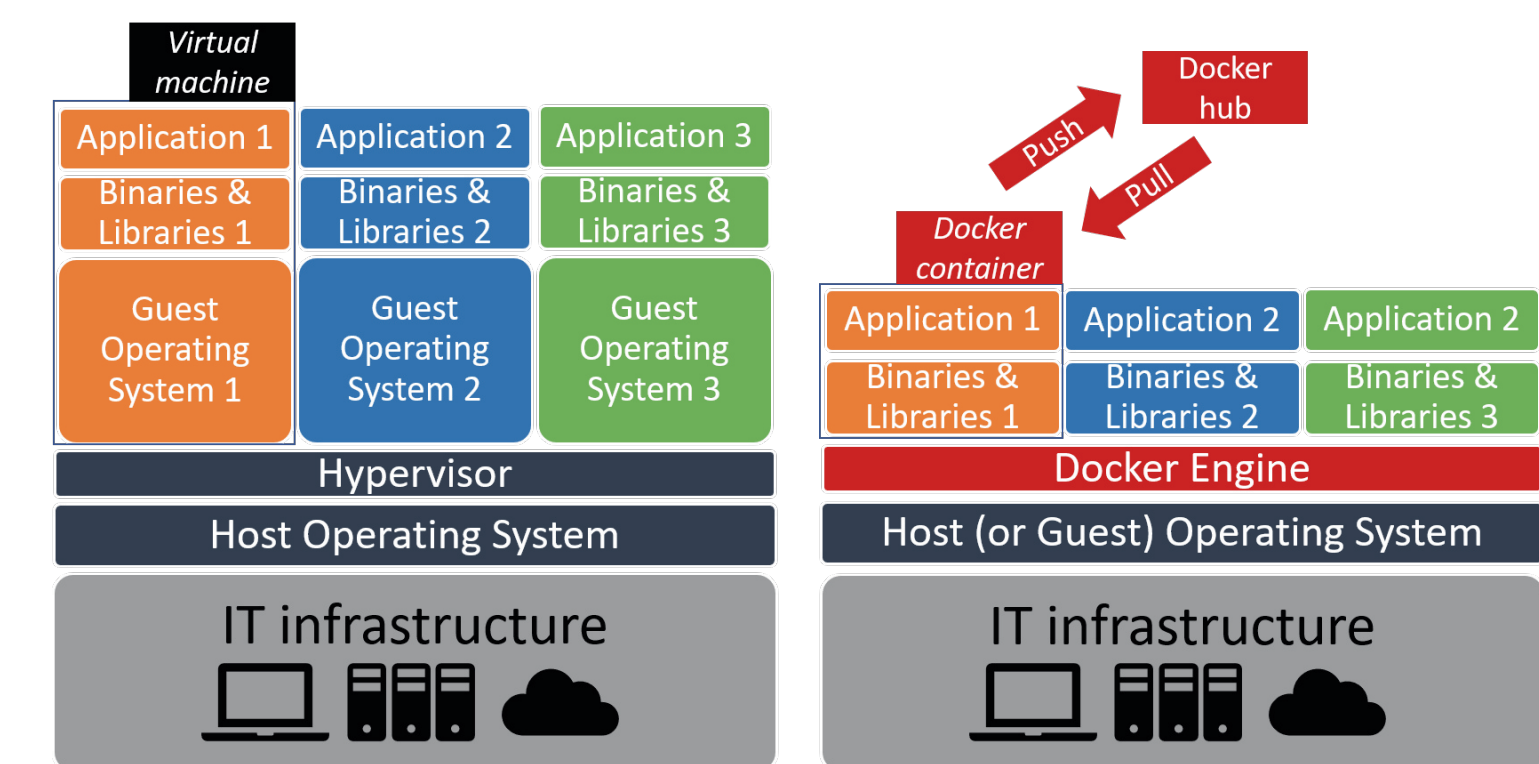 Virtual
machine
Application 1
Application 2
Application 3
Binaries &
Libraries 1
Binaries &
Libraries 2
Binaries &
Libraries 3
Guest
Operating
System 1
Guest
Operating
System 2
Guest
Operating
System 3
Hypervisor
Host Operating System
IT infrastructure
Docker
hub
Push
Pull
Docker
container
Application 1
Application 2
Application 2
Binaries &
Libraries 1
Binaries &
Libraries 2
Binaries &
Libraries 3
Docker Engine
Host (or Guest) Operating System
IT infrastructure